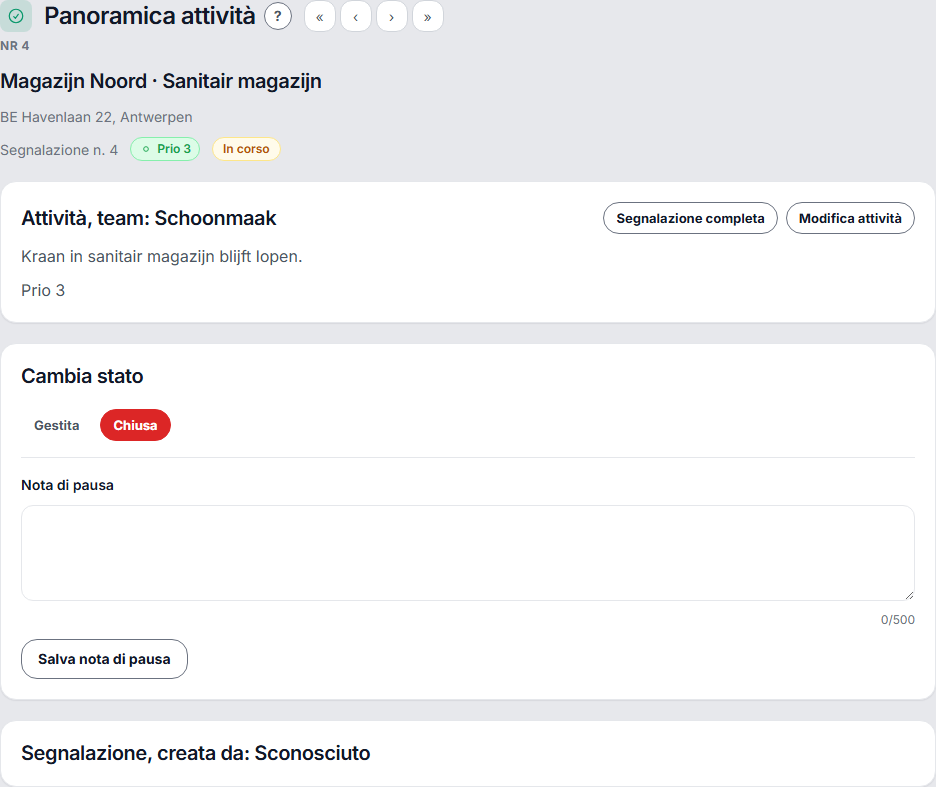 Panoramica attività ? « ‹ › »
NR 4
Magazijn Noord · Sanitair magazijn
BE Havenlaan 22, Antwerpen
Segnalazione n. 4 Prio 3 In corso
Attività, team: Schoonmaak Segnalazione completa Modifica attività
Kraan in sanitair magazijn blijft lopen.
Prio 3
Cambia stato
Gestita Chiusa
Nota di pausa
0/500
Salva nota di pausa
Segnalazione, creata da: Sconosciuto